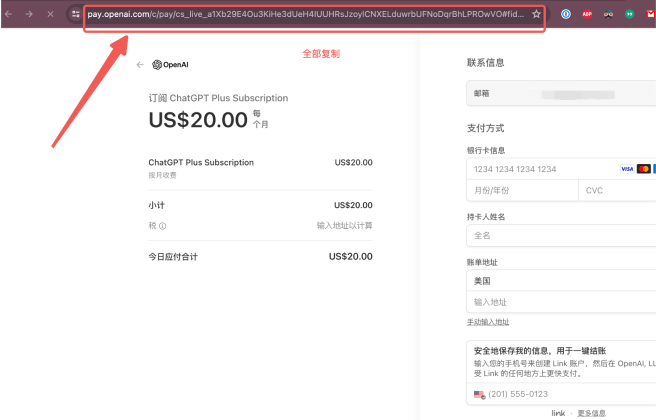 pay.openai.com/c/pay/cs_live_a1Xb29E4Ou3KiHe3dUeH4IUUHRsJzoylCNXELduwrbUFNoDqrBhLPROwVO#fid...
ABP
全部复制
OpenAI
订阅 ChatGPT Plus Subscription
US$20.00 每个月
ChatGPT Plus Subscription US$20.00
按月收费
小计 US$20.00
税 输入地址以计算
今日应付合计 US$20.00
联系信息
邮箱
支付方式
银行卡信息
1234 1234 1234 1234 VISA
月份/年份 CVC
持卡人姓名
全名
账单地址
美国
输入地址
手动输入地址
安全地保存我的信息，用于一键结账
输入您的手机号来创建 Link 账户，然后在 OpenAI, LL
受 Link 的任何地方上更快支付。
(201) 555-0123
link · 更多信息